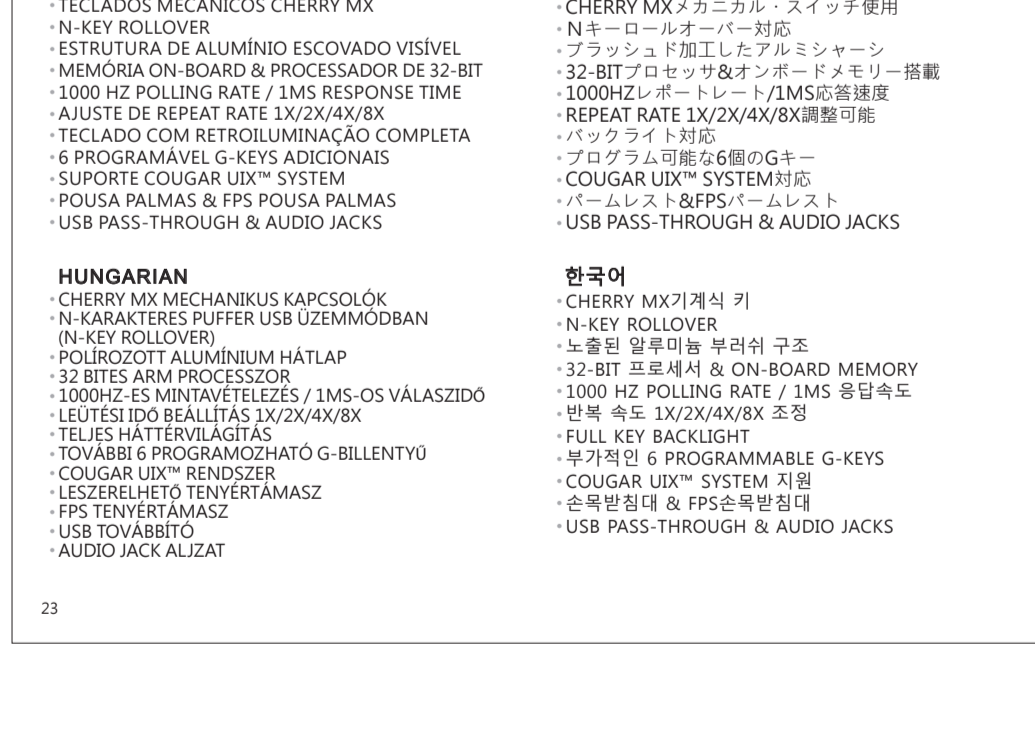 • TECLADOS MECÂNICOS CHERRY MX
• N-KEY ROLLOVER
• ESTRUTURA DE ALUMÍNIO ESCOVADO VISÍVEL
• MEMÓRIA ON-BOARD & PROCESSADOR DE 32-BIT
• 1000 HZ POLLING RATE / 1MS RESPONSE TIME
• AJUSTE DE REPEAT RATE 1X/2X/4X/8X
• TECLADO COM RETROILUMINAÇÃO COMPLETA
• 6 PROGRAMÁVEL G-KEYS ADICIONAIS
• SUPORTE COUGAR UIX™ SYSTEM
• POUSA PALMAS & FPS POUSA PALMAS
• USB PASS-THROUGH & AUDIO JACKS
HUNGARIAN
• CHERRY MX MECHANIKUS KAPCSOLÓK
• N-KARAKTERES PUFFER USB ÜZEMMÓDBAN
(N-KEY ROLLOVER)
• POLÍROZOTT ALUMÍNIUM HÁTLAP
• 32 BITES ARM PROCESSZOR
• 1000HZ-ES MINTAVÉTELEZÉS / 1MS-OS VÁLASZIDŐ
• LEÜTÉSI IDŐ BEÁLLÍTÁS 1X/2X/4X/8X
• TELJES HÁTTÉRVILÁGÍTÁS
• TOVÁBBI 6 PROGRAMOZHATÓ G-BILLENTYŰ
• COUGAR UIX™ RENDSZER
• LESZERELHETŐ TENYÉRTÁMASZ
• FPS TENYÉRTÁMASZ
• USB TOVÁBBÍTÓ
• AUDIO JACK ALJZAT
• CHERRY MXメカニカル・スイッチ使用
• Nキーロールオーバー対応
• ブラッシュド加工したアルミシャーシ
• 32-BITプロセッサ&オンボードメモリー搭載
• 1000HZレポートレート/1MS応答速度
• REPEAT RATE 1X/2X/4X/8X調整可能
• バックライト対応
• プログラム可能な6個のGキー
• COUGAR UIX™ SYSTEM対応
• パームレスト&FPSパームレスト
• USB PASS-THROUGH & AUDIO JACKS
한국어
• CHERRY MX기계식 키
• N-KEY ROLLOVER
• 노출된 알루미늄 부러쉬 구조
• 32-BIT 프로세서 & ON-BOARD MEMORY
• 1000 HZ POLLING RATE / 1MS 응답속도
• 반복 속도 1X/2X/4X/8X 조정
• FULL KEY BACKLIGHT
• 부가적인 6 PROGRAMMABLE G-KEYS
• COUGAR UIX™ SYSTEM 지원
• 손목받침대 & FPS손목받침대
• USB PASS-THROUGH & AUDIO JACKS
23